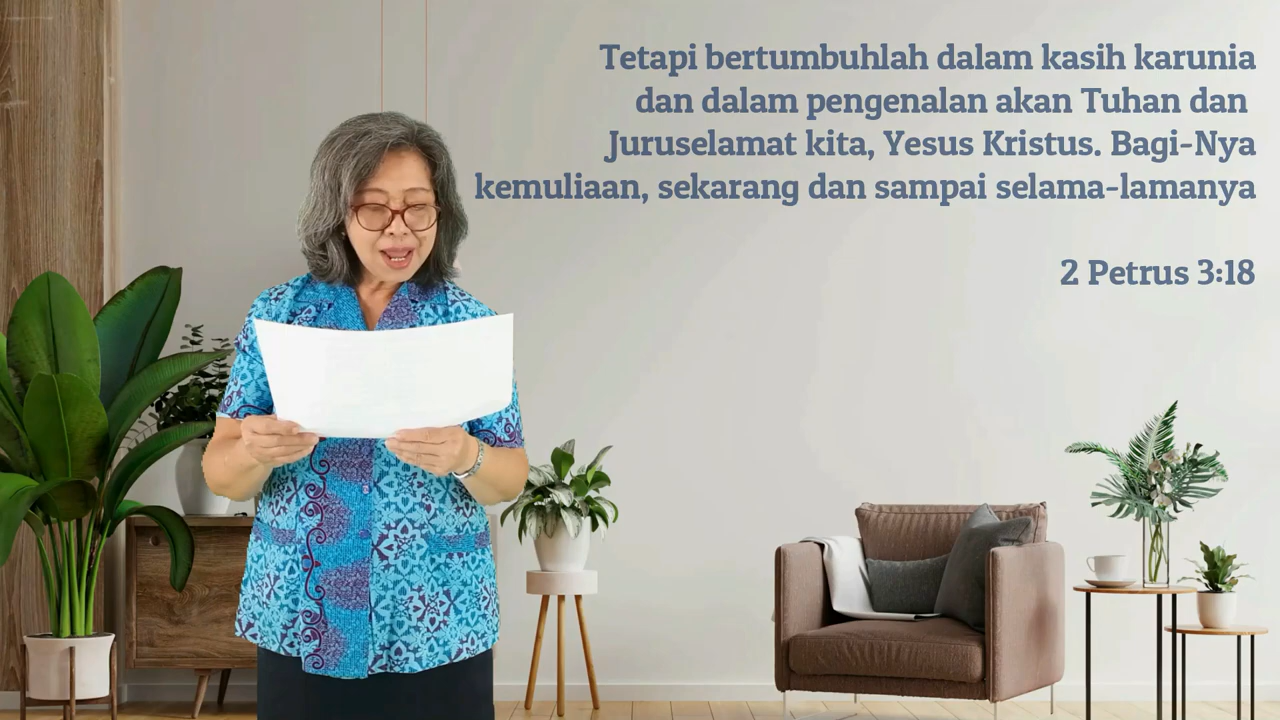 Tetapi bertumbuhlah dalam kasih karunia
dan dalam pengenalan akan Tuhan dan
Juruselamat kita, Yesus Kristus. Bagi-Nya
kemuliaan, sekarang dan sampai selama-lamanya
2 Petrus 3:18